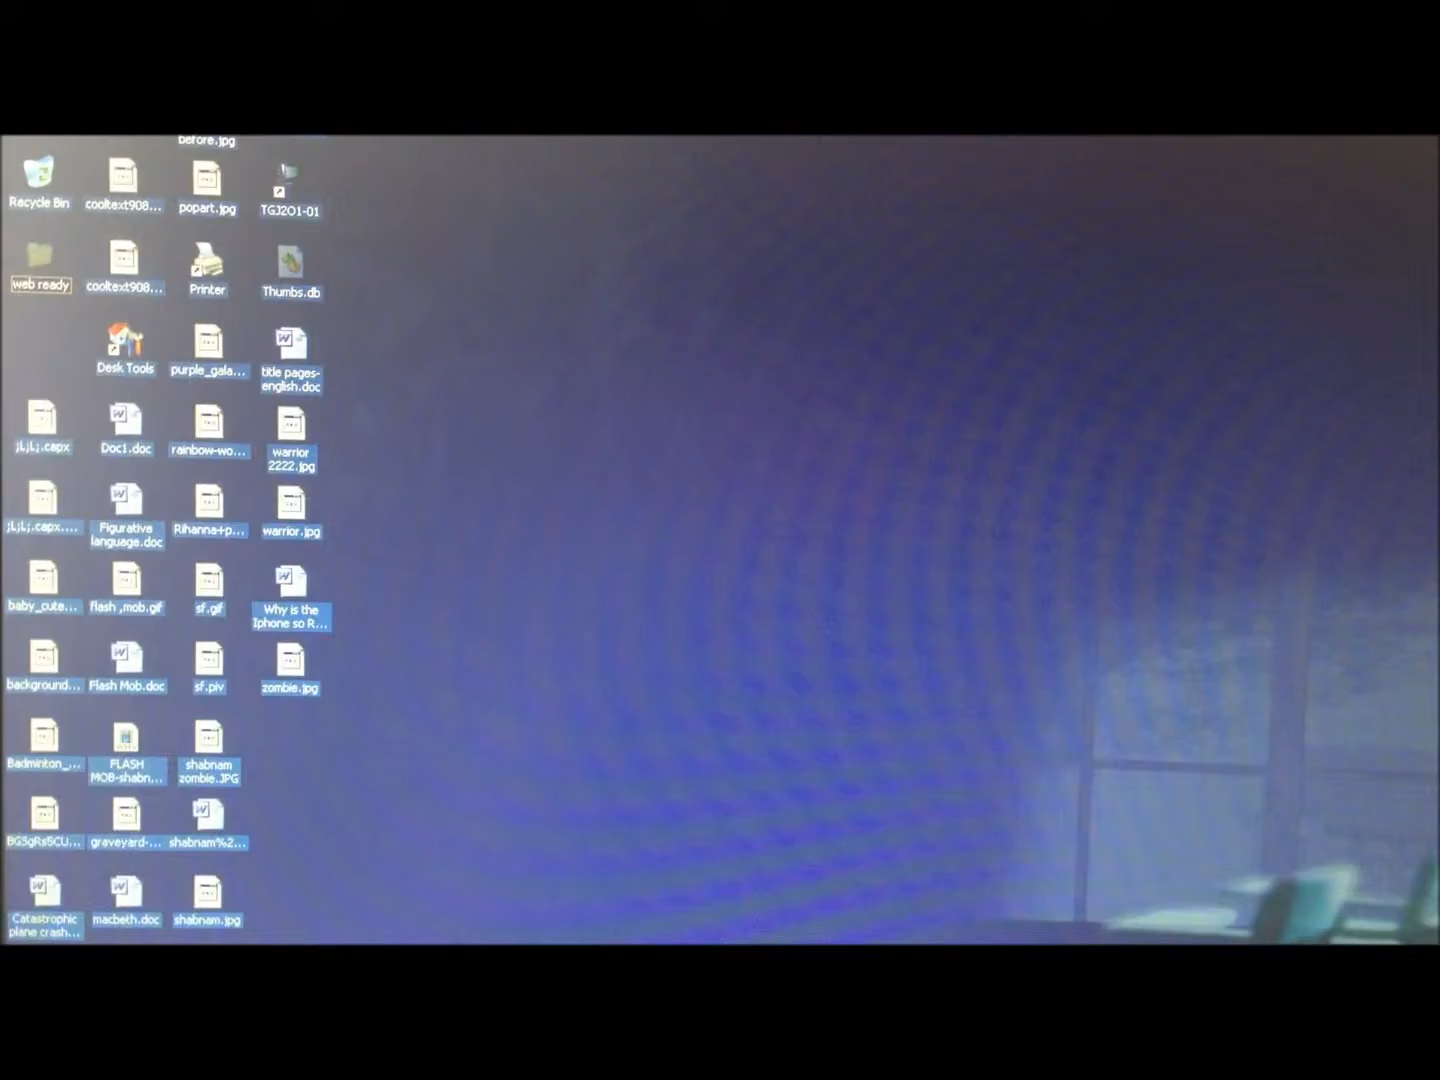 before.jpg
Recycle Bin
cooltext908...
popart.jpg
TGJ2O1-01
web ready
cooltext908...
Printer
Thumbs.db
Desk Tools
purple_gala...
title pages-
english.doc
jLjL;.capx
Doc1.doc
rainbow-wo...
warrior
2222.jpg
jLjL;.capx....
Figurative
language.doc
Rihanna+p...
warrior.jpg
baby_cute...
flash ,mob.gif
sf.gif
Why is the
Iphone so R...
background...
Flash Mob.doc
sf.piv
zombie.jpg
Badminton_...
FLASH
MOB-shabn...
shabnam
zombie.JPG
BGSgRs5CU...
graveyard-...
shabnam%2...
Catastrophic
plane crash...
macbeth.doc
shabnam.jpg